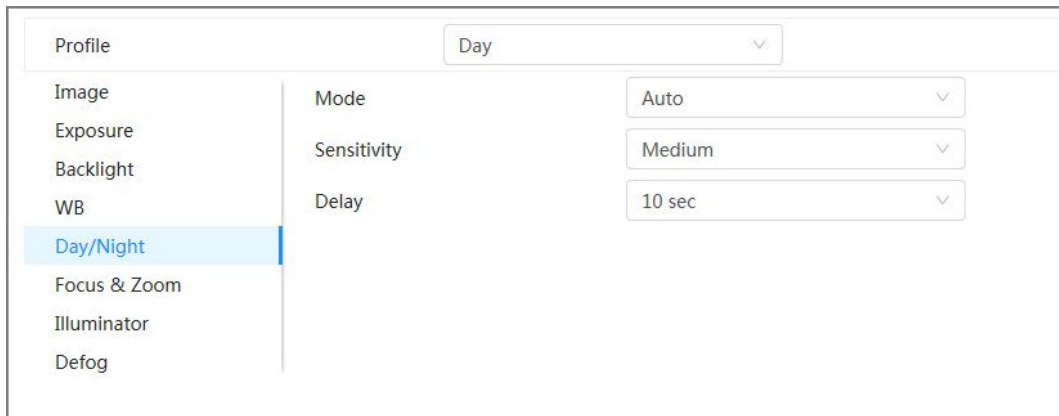 Profile Day
Image
Exposure
Backlight
WB
Day/Night
Focus & Zoom
Illuminator
Defog
Mode Auto
Sensitivity Medium
Delay 10 sec